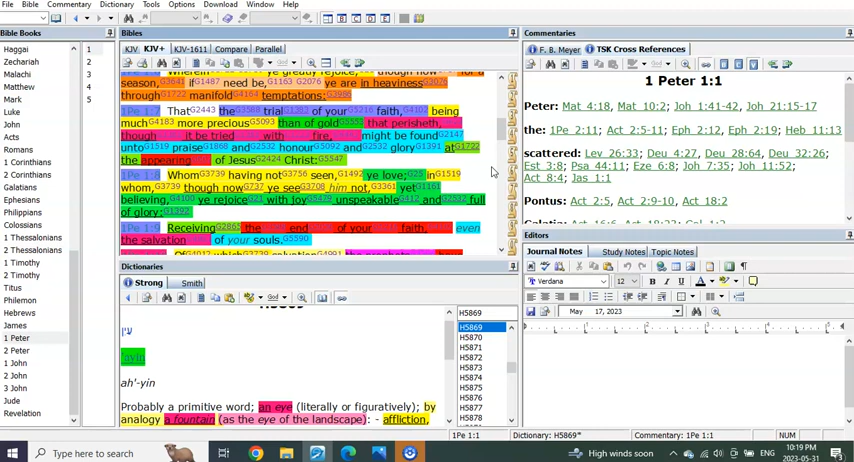 File Bible Commentary Dictionary Tools Options Download Window Help
B C D E
Bible Books
Haggai
Zechariah
Malachi
Matthew
Mark
Luke
John
Acts
Romans
1 Corinthians
2 Corinthians
Galatians
Ephesians
Philippians
Colossians
1 Thessalonians
2 Thessalonians
1 Timothy
2 Timothy
Titus
Philemon
Hebrews
James
1 Peter
2 Peter
1 John
2 John
3 John
Jude
Revelation
1
2
3
4
5
Bibles
KJV KJV+ KJV-1611 Compare Parallel
season,G3641 if G1487 need be,G1163 G2076 ye are in heaviness G3076
through G1722 manifold G4164 temptations:G3986
1Pe 1:7 That G2443 the G3588 trial G1383 of your G5216 faith,G4102 being
much G4183 more precious G5093 than of gold G5553 that perisheth,
though it be tried with fire, might be found G2147
unto G1519 praise G1868 and G2532 honour G5092 and G2532 glory G1391 at G1722
the appearing of Jesus G2424 Christ:G5547
1Pe 1:8 Whom G3739 having not G3756 seen,G1492 ye love;G25 in G1519
whom, though now G737 ye see G3708 him not,G3361 yet G1161
believing,G4100 ye rejoice G21 with joy G5479 unspeakable G412 and G2532 full
of glory:G1392
1Pe 1:9 Receiving G2865 the end of your faith, even
the salvation of your souls.G5590
Dictionaries
Strong Smith
H5869
עין
‛ayin
ah'-yin
Probably a primitive word; an eye (literally or figuratively); by
analogy a fountain (as the eye of the landscape): - affliction,
H5869
H5869
H5870
H5871
H5872
H5873
H5874
H5875
H5876
H5877
H5878
Commentaries
F. B. Meyer TSK Cross References
1 Peter 1:1
Peter: Mat 4:18, Mat 10:2; Joh 1:41-42, Joh 21:15-17
the: 1Pe 2:11; Act 2:5-11; Eph 2:12, Eph 2:19; Heb 11:13
scattered: Lev 26:33; Deu 4:27, Deu 28:64, Deu 32:26;
Est 3:8; Psa 44:11; Eze 6:8; Joh 7:35; Joh 11:52;
Act 8:4; Jas 1:1
Pontus: Act 2:5, Act 2:9-10, Act 18:2
Editors
Journal Notes Study Notes Topic Notes
Verdana 12 B I U A
May 17, 2023
1Pe 1:1 Dictionary: H5869* Commentary: 1Pe 1:1 NUM
Type here to search
High winds soon
ENG
10:19 PM
2023-05-31